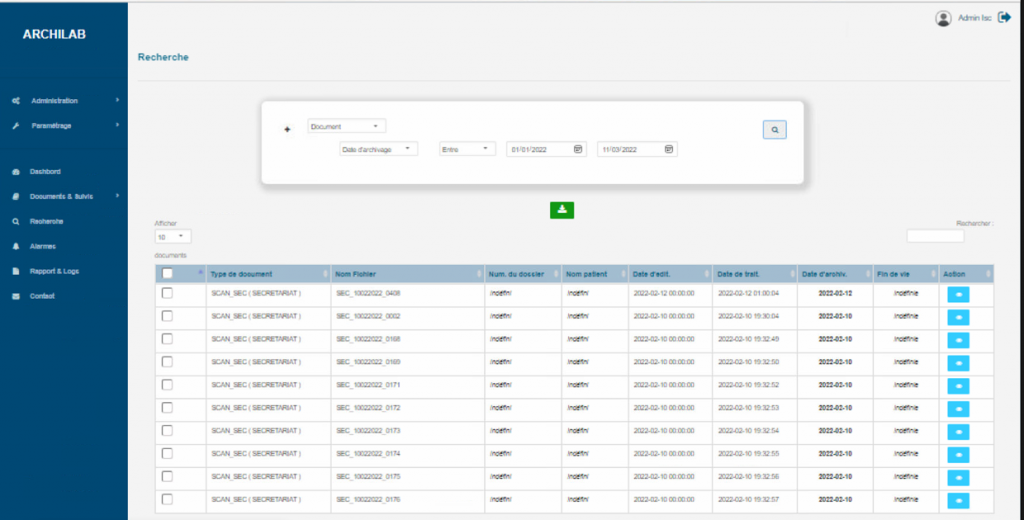 ARCHILAB
Admin lsc
Recherche
Administration
Paramétrage
Dashbord
Documents & Suivis
Recherche
Alarmes
Rapport & Logs
Contact
Document
Date d'archivage Entre 01/01/2022 11/03/2022
Afficher
10
documents
Rechercher :
Type de document Nom Fichier Num. du dossier Nom patient Date d'edit. Date de trait. Date d'archiv. Fin de vie Action
SCAN_SEC ( SECRETARIAT ) SEC_10022022_0408 Indéfini Indéfini 2022-02-12 00:00:00 2022-02-12 01:00:04 2022-02-12 Indéfinie
SCAN_SEC ( SECRETARIAT ) SEC_10022022_0002 Indéfini Indéfini 2022-02-10 00:00:00 2022-02-10 19:30:04 2022-02-10 Indéfinie
SCAN_SEC ( SECRETARIAT ) SEC_10022022_0168 Indéfini Indéfini 2022-02-10 00:00:00 2022-02-10 19:32:49 2022-02-10 Indéfinie
SCAN_SEC ( SECRETARIAT ) SEC_10022022_0169 Indéfini Indéfini 2022-02-10 00:00:00 2022-02-10 19:32:50 2022-02-10 Indéfinie
SCAN_SEC ( SECRETARIAT ) SEC_10022022_0171 Indéfini Indéfini 2022-02-10 00:00:00 2022-02-10 19:32:52 2022-02-10 Indéfinie
SCAN_SEC ( SECRETARIAT ) SEC_10022022_0172 Indéfini Indéfini 2022-02-10 00:00:00 2022-02-10 19:32:53 2022-02-10 Indéfinie
SCAN_SEC ( SECRETARIAT ) SEC_10022022_0173 Indéfini Indéfini 2022-02-10 00:00:00 2022-02-10 19:32:54 2022-02-10 Indéfinie
SCAN_SEC ( SECRETARIAT ) SEC_10022022_0174 Indéfini Indéfini 2022-02-10 00:00:00 2022-02-10 19:32:55 2022-02-10 Indéfinie
SCAN_SEC ( SECRETARIAT ) SEC_10022022_0175 Indéfini Indéfini 2022-02-10 00:00:00 2022-02-10 19:32:56 2022-02-10 Indéfinie
SCAN_SEC ( SECRETARIAT ) SEC_10022022_0176 Indéfini Indéfini 2022-02-10 00:00:00 2022-02-10 19:32:57 2022-02-10 Indéfinie